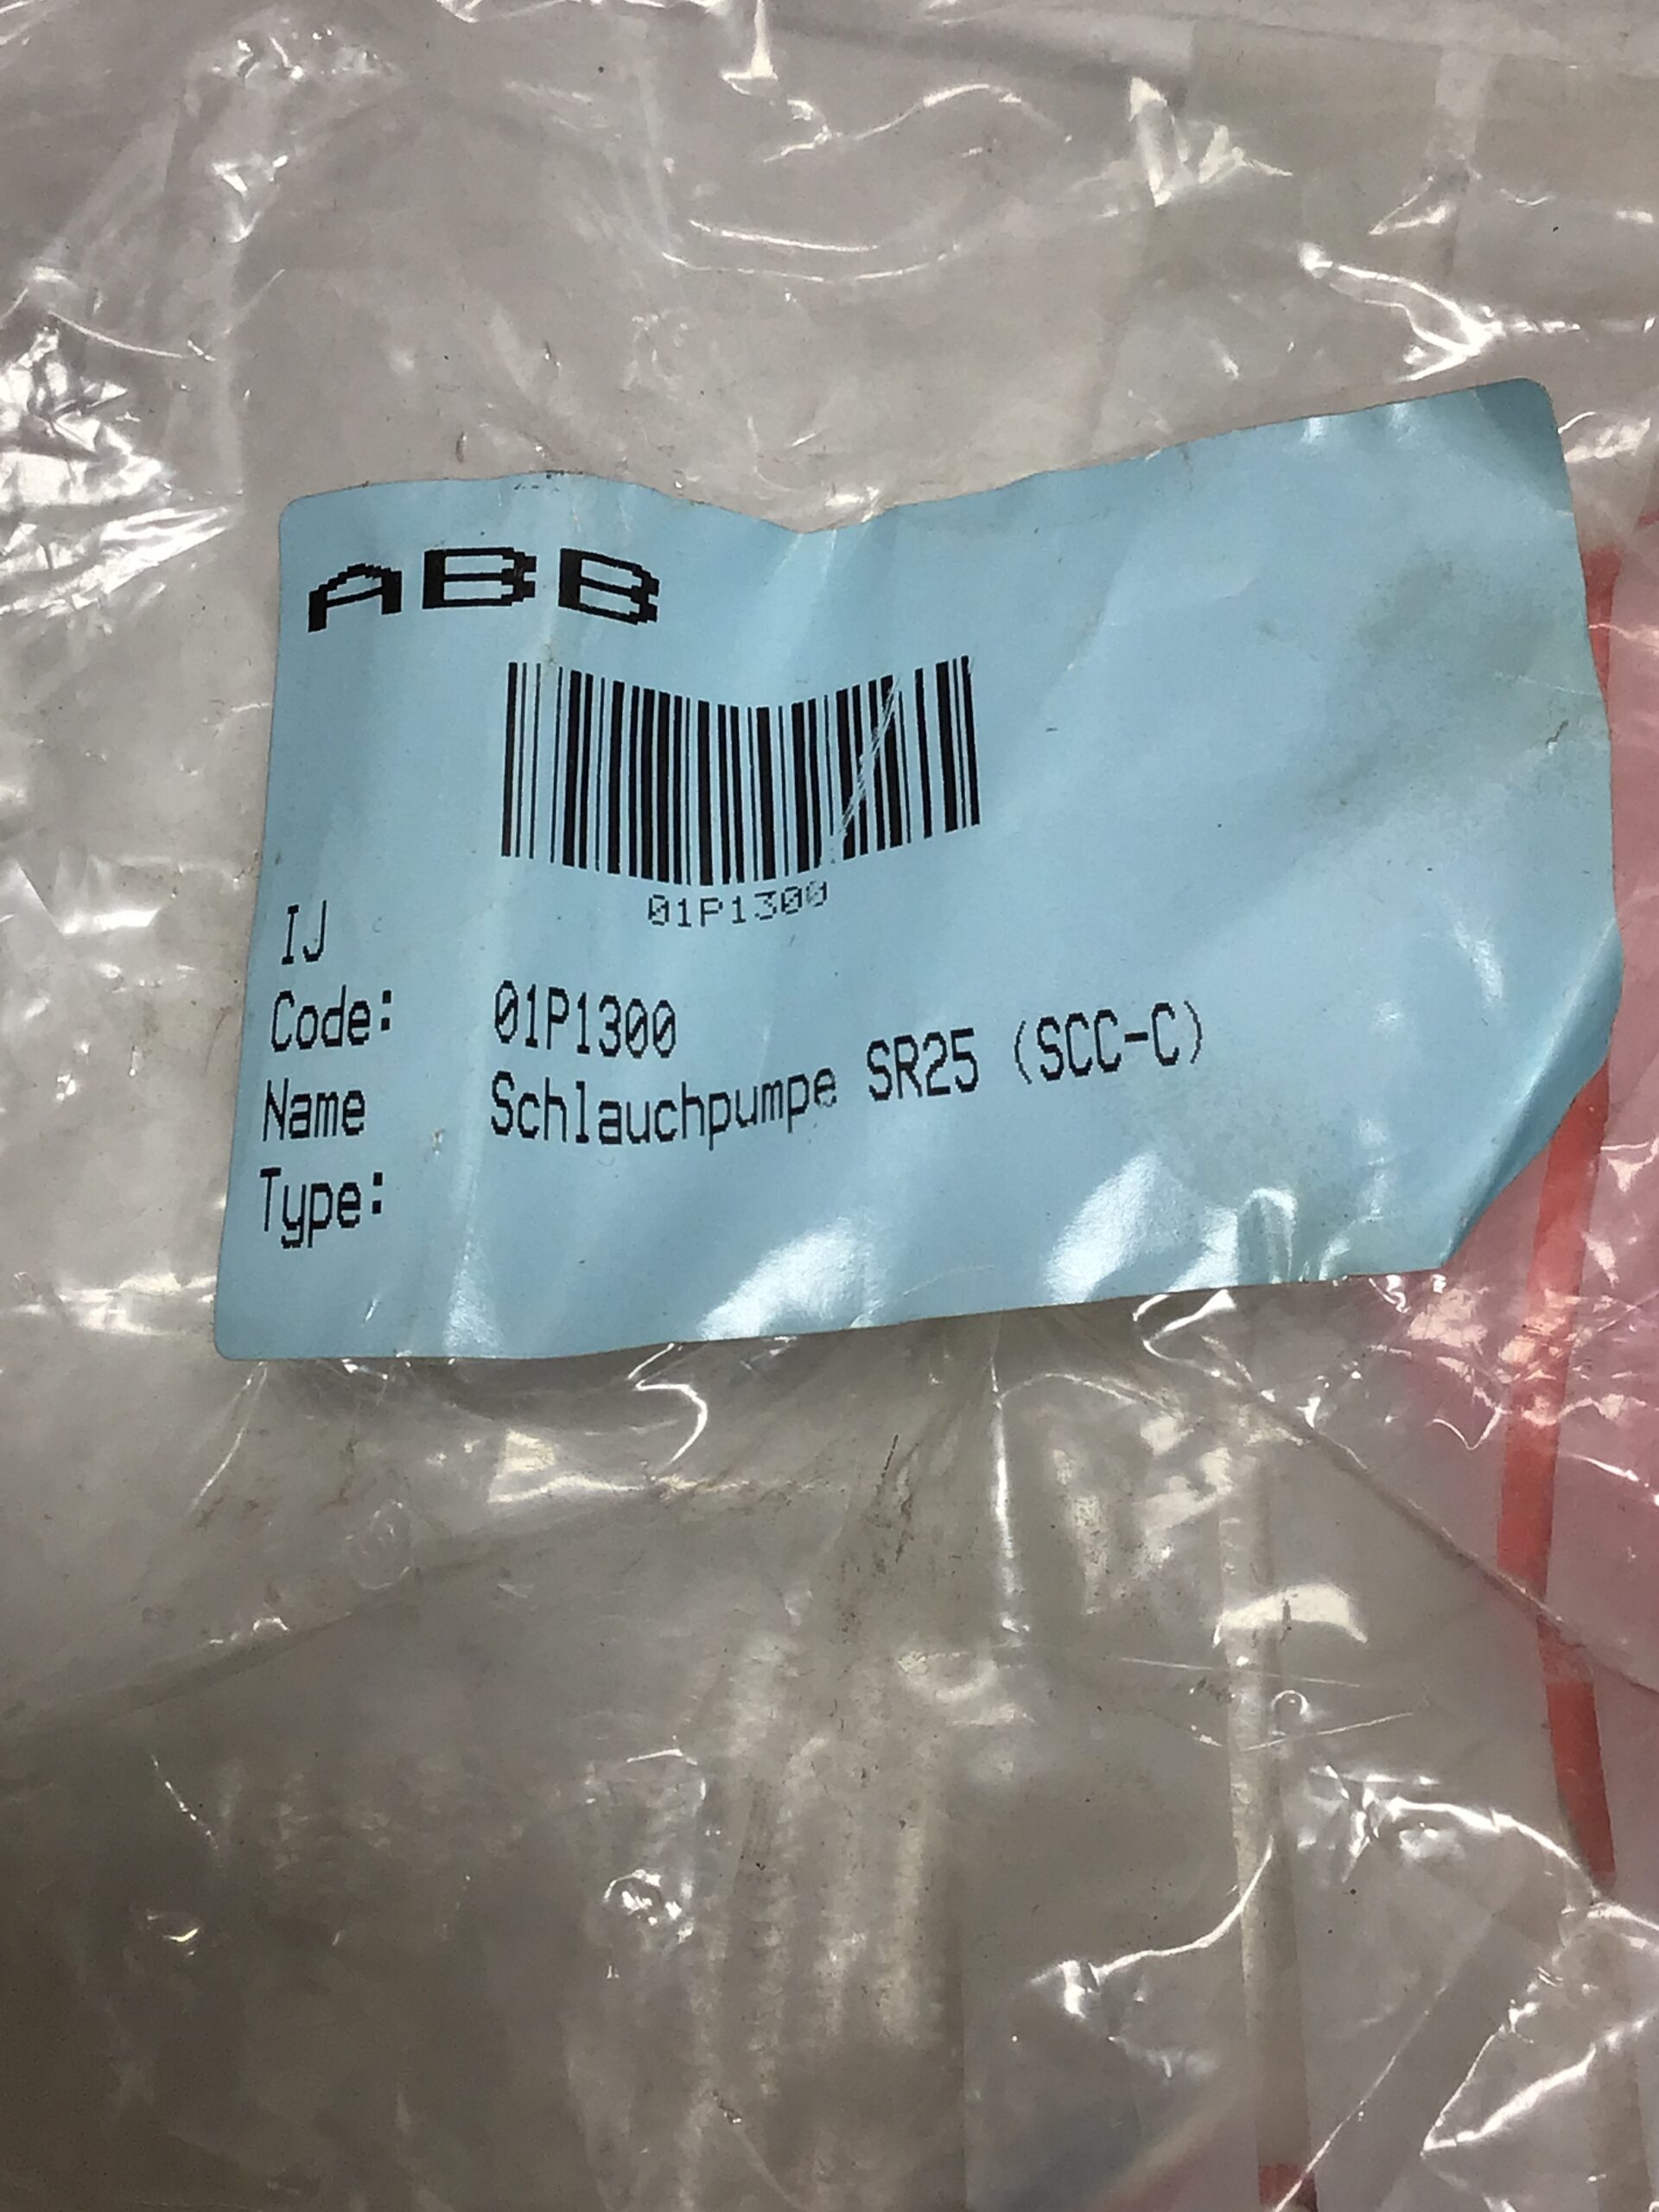 ABB
01P1300
IJ
Code: 01P1300
Name Schlauchpumpe SR25 (SCC-C)
Type: